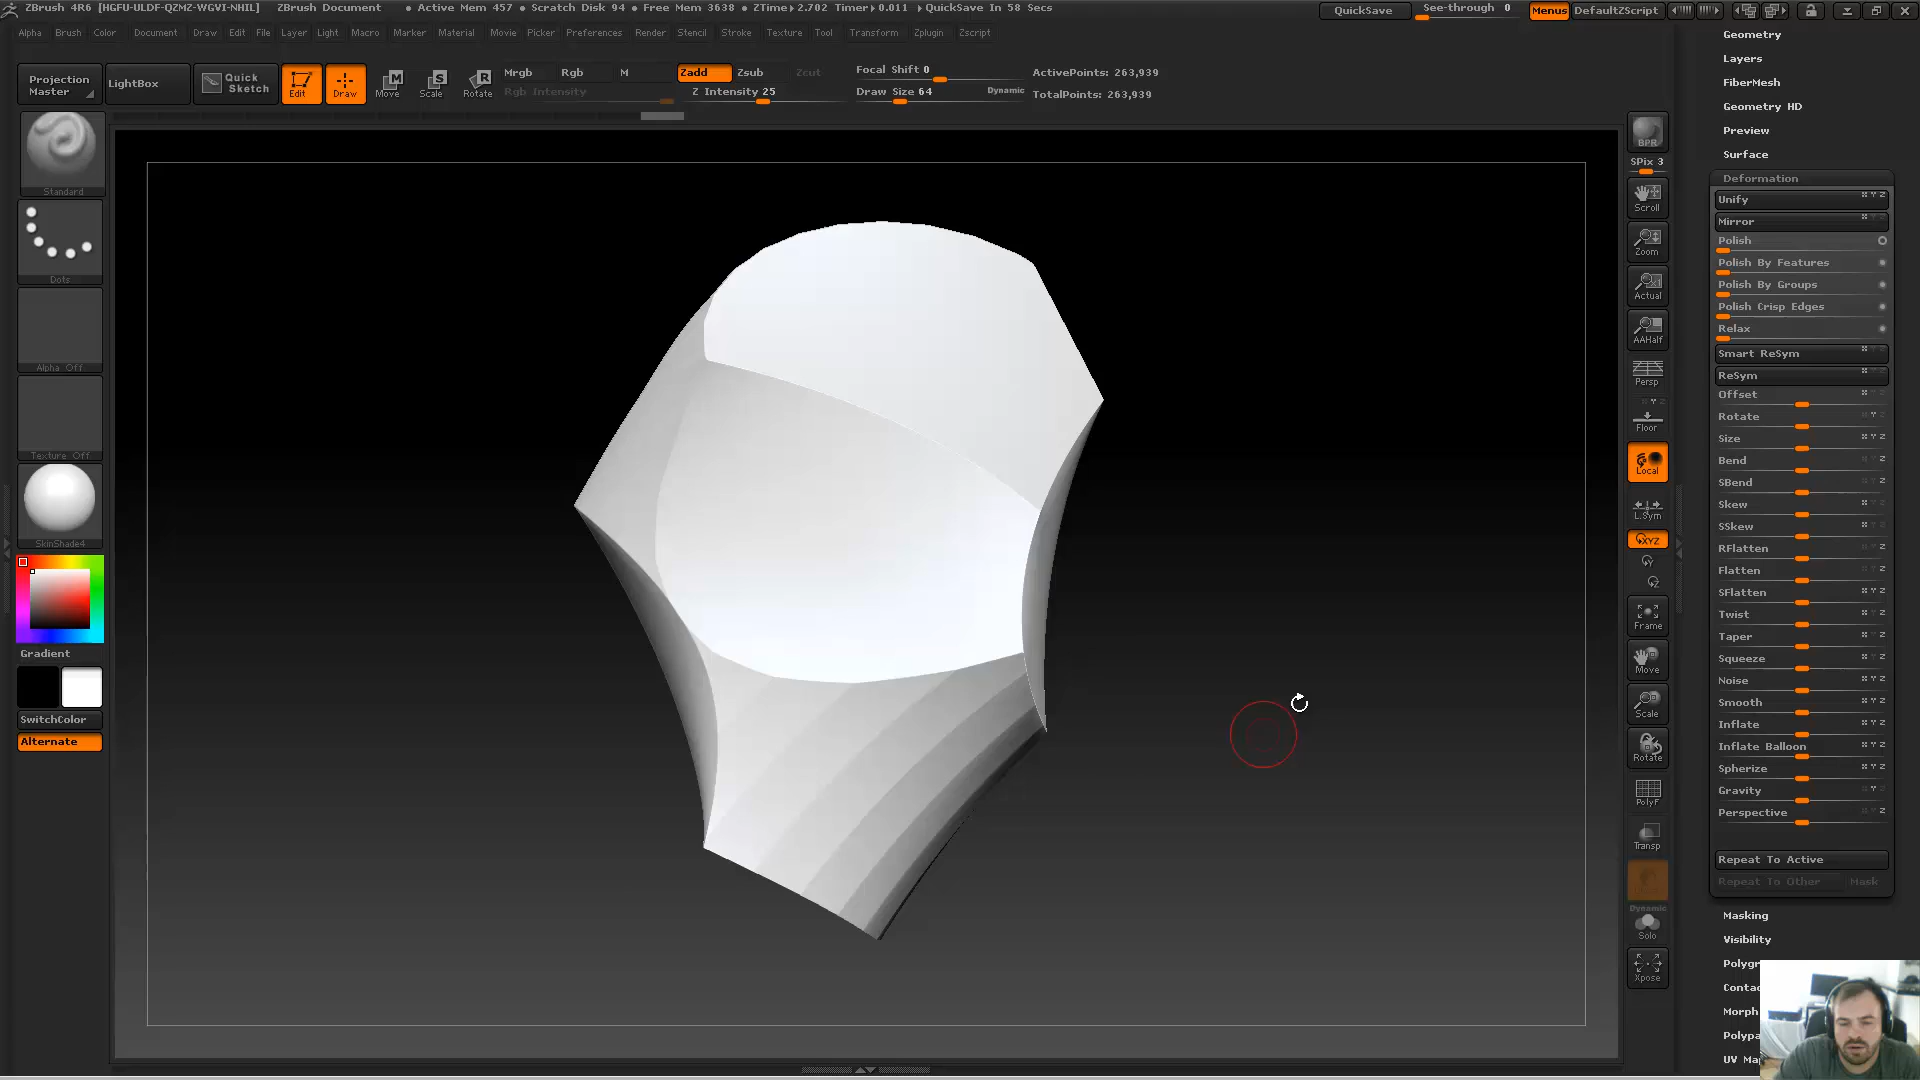 ZBrush 4R6 [HGFU-ULDF-QZMZ-WGVI-NHIL] ZBrush Document • Active Mem 457 • Scratch Disk 94 • Free Mem 3638 • ZTime▸2.702 Timer▸0.011 ▸QuickSave In 58 Secs QuickSave See-through 0 Menus DefaultZScript
Alpha Brush Color Document Draw Edit File Layer Light Macro Marker Material Movie Picker Preferences Render Stencil Stroke Texture Tool Transform Zplugin Zscript
Projection Master
LightBox
Quick Sketch
Edit
Draw
Move
Scale
Rotate
Mrgb Rgb M
Rgb Intensity
Zadd Zsub Zcut
Z Intensity 25
Focal Shift 0
Draw Size 64 Dynamic
ActivePoints: 263,939
TotalPoints: 263,939
Standard
Dots
Alpha Off
Texture Off
SkinShade4
Gradient
SwitchColor
Alternate
BPR
SPix 3
Scroll
Zoom
Actual
AAHalf
Persp
Floor
Local
L.Sym
XYZ
Y
Z
Frame
Move
Scale
Rotate
PolyF
Transp
Dynamic
Solo
Xpose
Geometry
Layers
FiberMesh
Geometry HD
Preview
Surface
Deformation
Unify
Mirror
Polish
Polish By Features
Polish By Groups
Polish Crisp Edges
Relax
Smart ReSym
ReSym
Offset
Rotate
Size
Bend
SBend
Skew
SSkew
RFlatten
Flatten
SFlatten
Twist
Taper
Squeeze
Noise
Smooth
Inflate
Inflate Balloon
Spherize
Gravity
Perspective
Repeat To Active
Repeat To Other Mask
Masking
Visibility
Polygr
Contac
Morph
Polypa
UV Ma